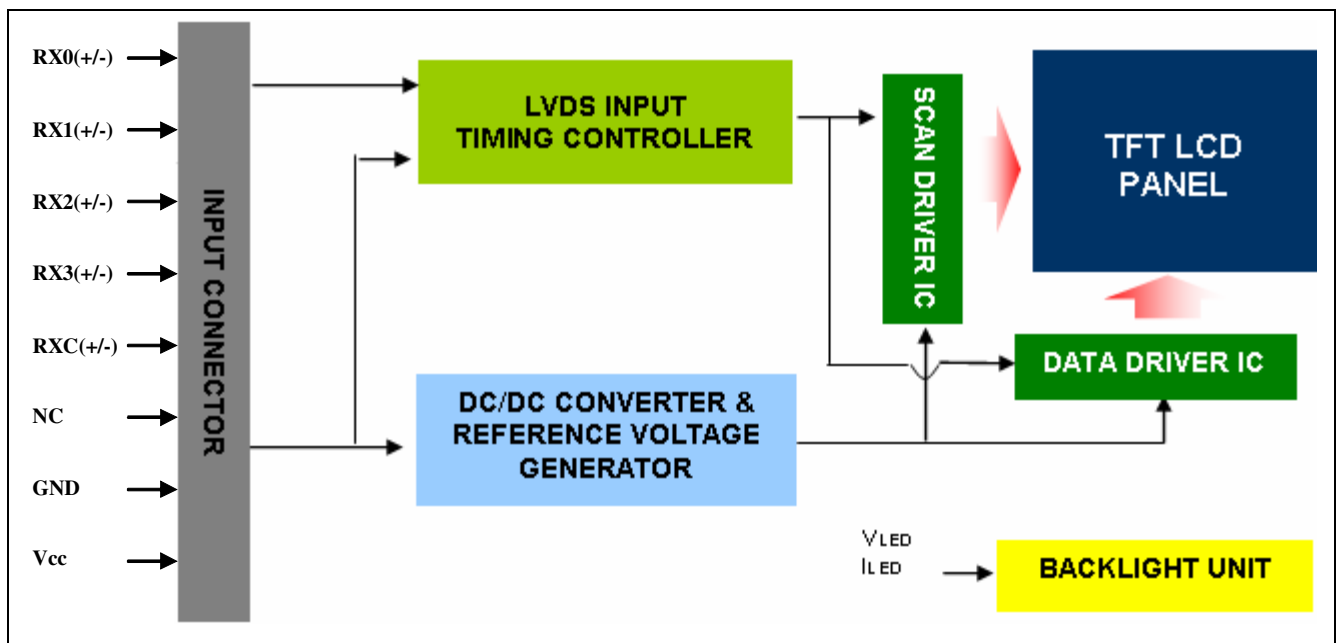 RX0(+/-)
RX1(+/-)
RX2(+/-)
RX3(+/-)
RXC(+/-)
NC
GND
Vcc
INPUT CONNECTOR
LVDS INPUT
TIMING CONTROLLER
DC/DC CONVERTER &
REFERENCE VOLTAGE
GENERATOR
SCAN DRIVER IC
TFT LCD
PANEL
DATA DRIVER IC
VLED
ILED
BACKLIGHT UNIT